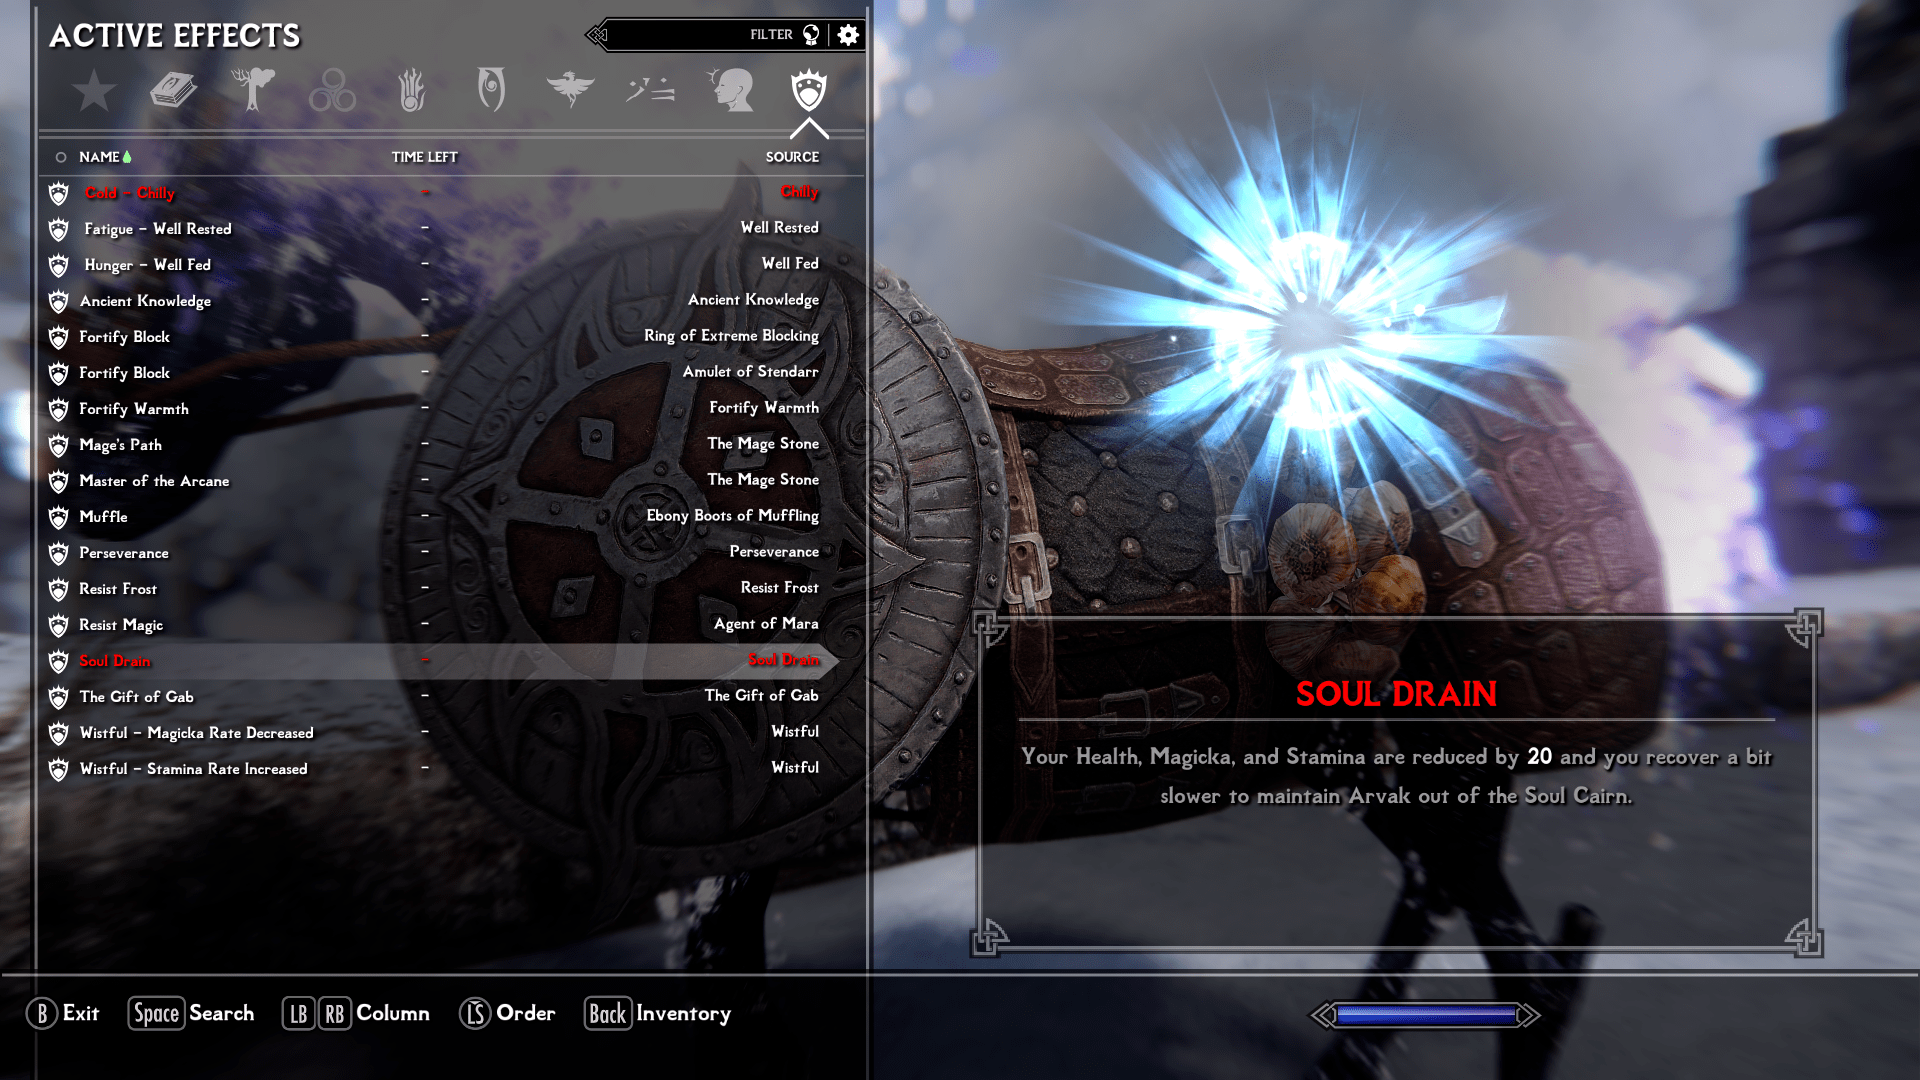 ACTIVE EFFECTS
FILTER
NAME TIME LEFT SOURCE
Cold - Chilly - Chilly
Fatigue - Well Rested - Well Rested
Hunger - Well Fed - Well Fed
Ancient Knowledge - Ancient Knowledge
Fortify Block - Ring of Extreme Blocking
Fortify Block - Amulet of Stendarr
Fortify Warmth - Fortify Warmth
Mage's Path - The Mage Stone
Master of the Arcane - The Mage Stone
Muffle - Ebony Boots of Muffling
Perseverance - Perseverance
Resist Frost - Resist Frost
Resist Magic - Agent of Mara
Soul Drain - Soul Drain
The Gift of Gab - The Gift of Gab
Wistful - Magicka Rate Decreased - Wistful
Wistful - Stamina Rate Increased - Wistful
SOUL DRAIN
Your Health, Magicka, and Stamina are reduced by 20 and you recover a bit
slower to maintain Arvak out of the Soul Cairn.
B Exit Space Search LB RB Column LS Order Back Inventory